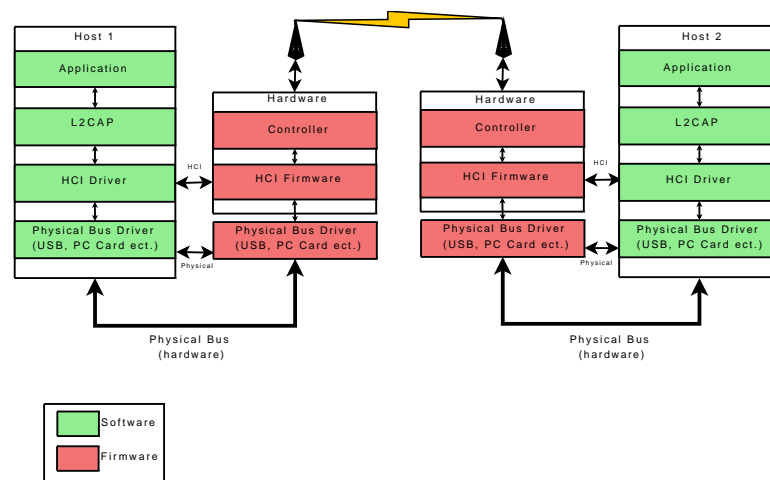 Host 1
Application
L2CAP
HCI Driver
Physical Bus Driver
(USB, PC Card ect.)
HCI
Physical
Hardware
Controller
HCI Firmware
Physical Bus Driver
(USB, PC Card ect.)
Physical Bus
(hardware)
Hardware
Controller
HCI Firmware
Physical Bus Driver
(USB, PC Card ect.)
HCI
Physical
Host 2
Application
L2CAP
HCI Driver
Physical Bus Driver
(USB, PC Card ect.)
Physical Bus
(hardware)
Software
Firmware